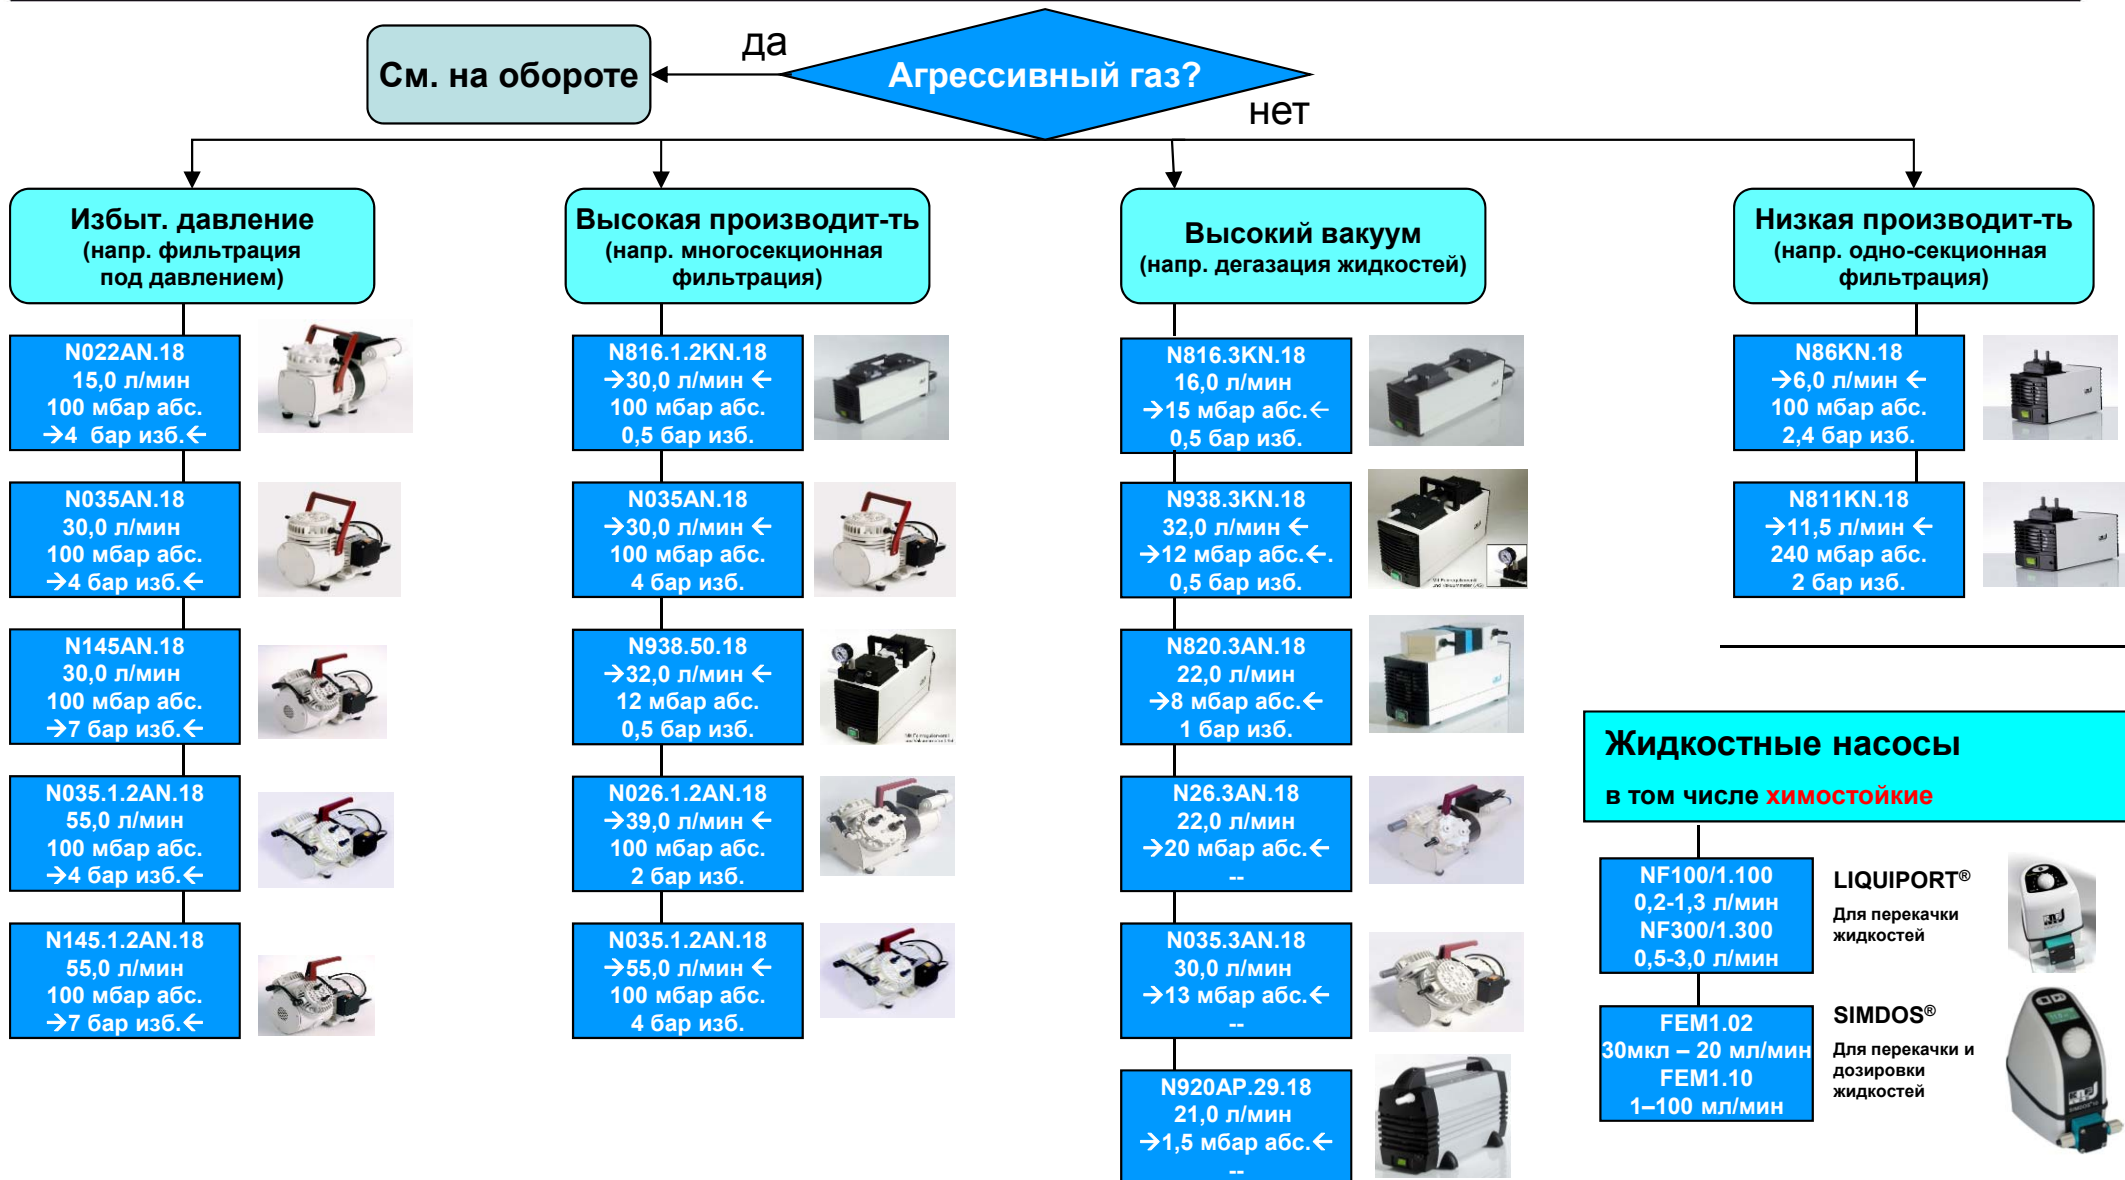 да
См. на обороте
Агрессивный газ?
нет
Избыт. давление
(напр. фильтрация
под давлением)
N022AN.18
15,0 л/мин
100 мбар абс.
→4 бар изб.←
N035AN.18
30,0 л/мин
100 мбар абс.
→4 бар изб.←
N145AN.18
30,0 л/мин
100 мбар абс.
→7 бар изб.←
N035.1.2AN.18
55,0 л/мин
100 мбар абс.
→4 бар изб.←
N145.1.2AN.18
55,0 л/мин
100 мбар абс.
→7 бар изб.←
Высокая производит-ть
(напр. многосекционная
фильтрация)
N816.1.2KN.18
→30,0 л/мин ←
100 мбар абс.
0,5 бар изб.
N035AN.18
→30,0 л/мин ←
100 мбар абс.
4 бар изб.
N938.50.18
→32,0 л/мин ←
12 мбар абс.
0,5 бар изб.
N026.1.2AN.18
→39,0 л/мин ←
100 мбар абс.
2 бар изб.
N035.1.2AN.18
→55,0 л/мин ←
100 мбар абс.
4 бар изб.
Высокий вакуум
(напр. дегазация жидкостей)
N816.3KN.18
16,0 л/мин
→15 мбар абс.←
0,5 бар изб.
N938.3KN.18
32,0 л/мин ←
→12 мбар абс.←.
0,5 бар изб.
N820.3AN.18
22,0 л/мин
→8 мбар абс.←
1 бар изб.
N26.3AN.18
22,0 л/мин
→20 мбар абс.←
--
N035.3AN.18
30,0 л/мин
→13 мбар абс.←
--
N920AP.29.18
21,0 л/мин
→1,5 мбар абс.←
--
Низкая производит-ть
(напр. одно-секционная
фильтрация)
N86KN.18
→6,0 л/мин ←
100 мбар абс.
2,4 бар изб.
N811KN.18
→11,5 л/мин ←
240 мбар абс.
2 бар изб.
Жидкостные насосы
в том числе химостойкие
NF100/1.100
0,2-1,3 л/мин
NF300/1.300
0,5-3,0 л/мин
LIQUIPORT®
Для перекачки
жидкостей
FEM1.02
30мкл – 20 мл/мин
FEM1.10
1–100 мл/мин
SIMDOS®
Для перекачки и
дозировки
жидкостей